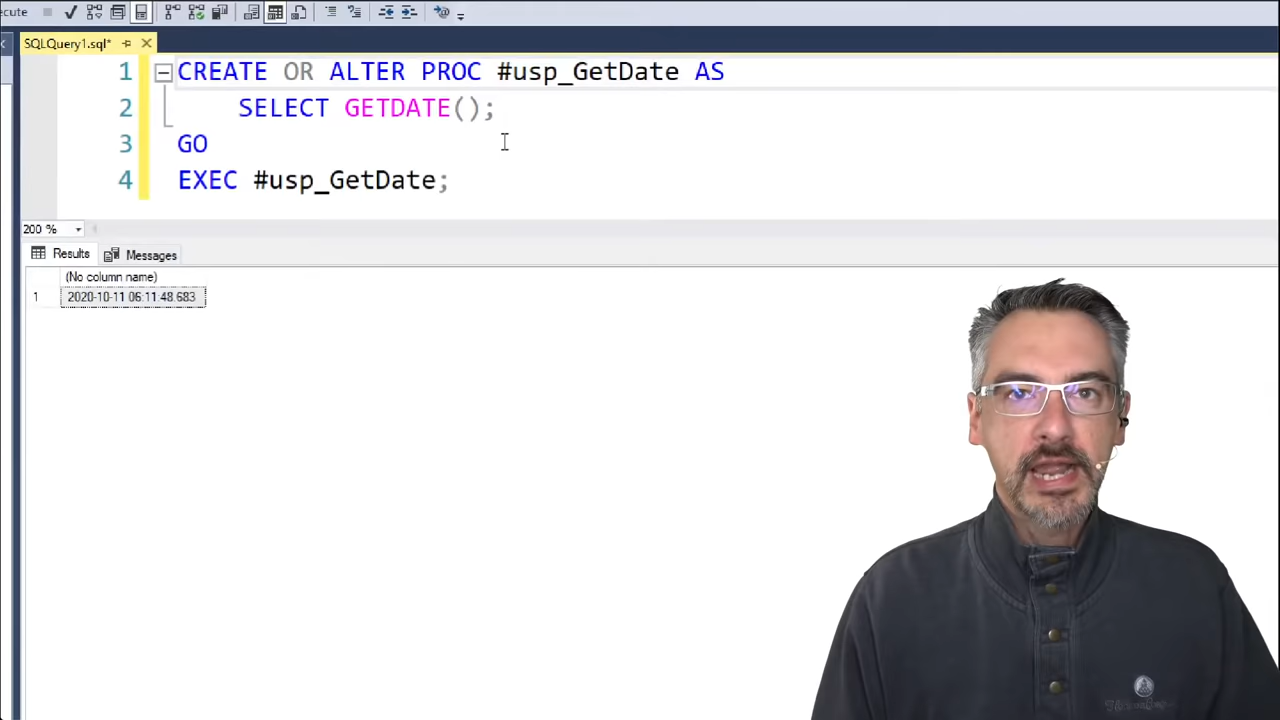 ecute
SQLQuery1.sql*
1 CREATE OR ALTER PROC #usp_GetDate AS
2 SELECT GETDATE();
3 GO
4 EXEC #usp_GetDate;
200 %
Results Messages
(No column name)
1 2020-10-11 06:11:48.683